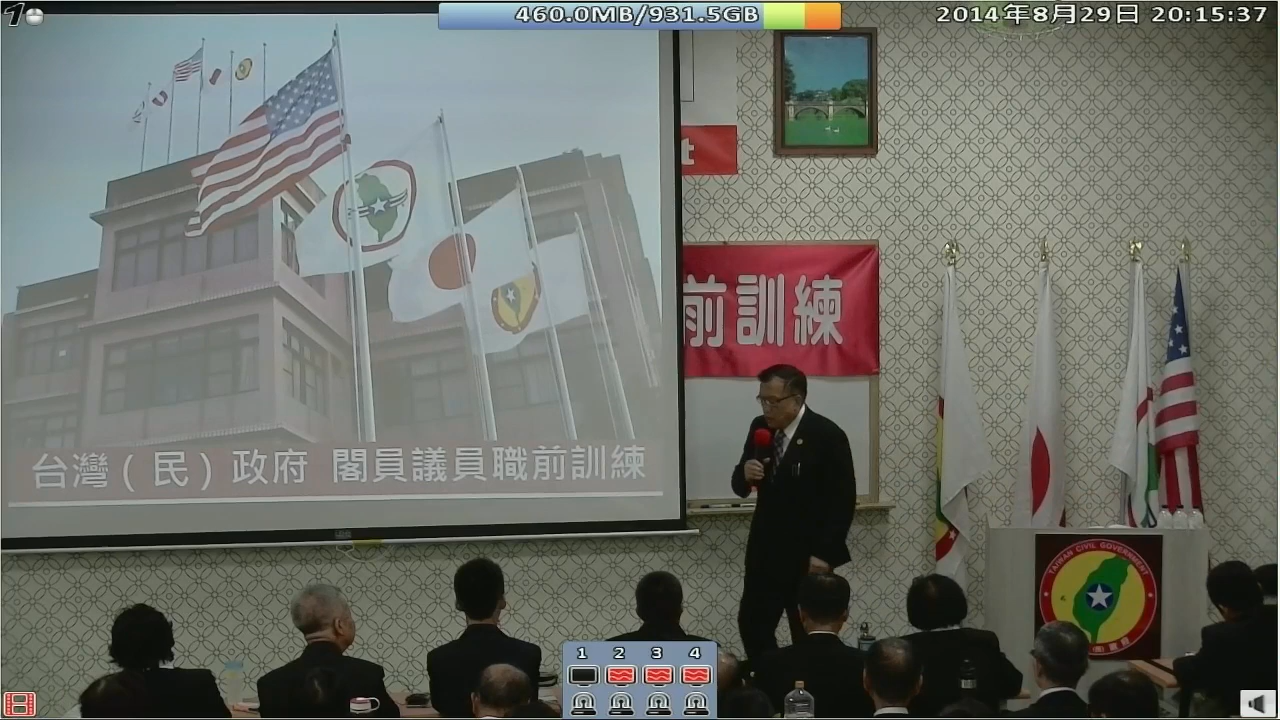 460.0MB/931.5GB
2014年8月29日 20:15:37
t
前訓練
台灣(民)政府 閣員議員職前訓練
TAIWAN CIVIL GOVERNMENT
1 2 3 4